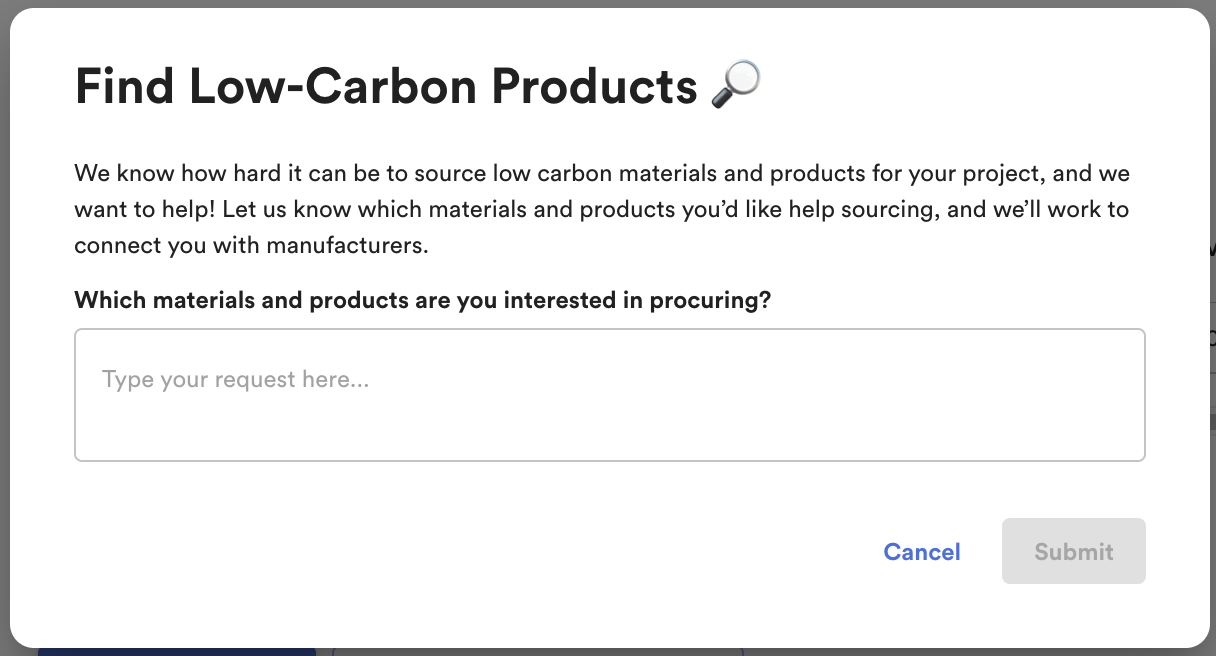 Find Low-Carbon Products 🔎
We know how hard it can be to source low carbon materials and products for your project, and we
want to help! Let us know which materials and products you’d like help sourcing, and we’ll work to
connect you with manufacturers.
Which materials and products are you interested in procuring?
Type your request here...
Cancel
Submit